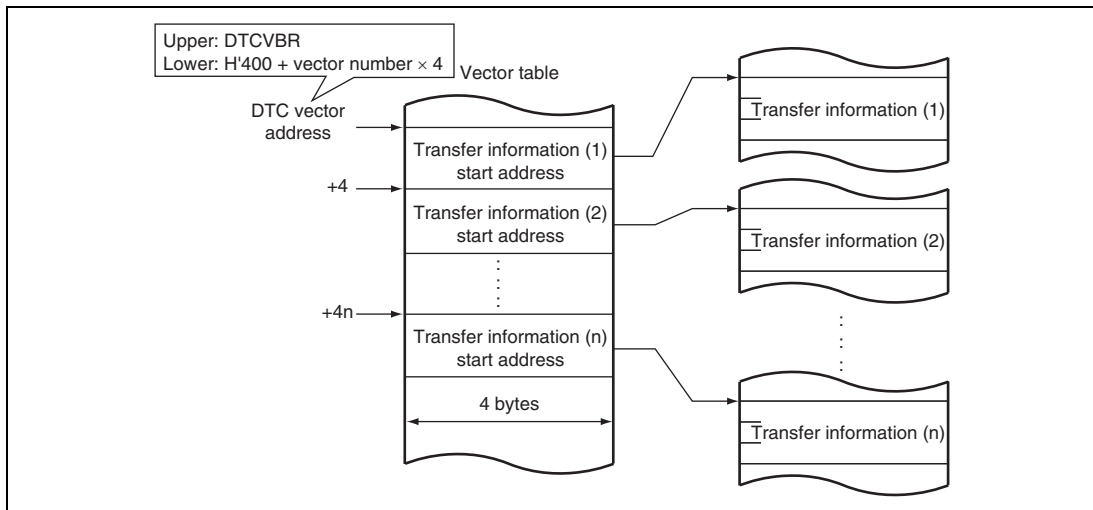 Upper: DTCVBR
Lower: H'400 + vector number × 4
Vector table
DTC vector
address
Transfer information (1)
start address
+4
Transfer information (2)
start address
+4n
Transfer information (n)
start address
4 bytes
Transfer information (1)
Transfer information (2)
Transfer information (n)